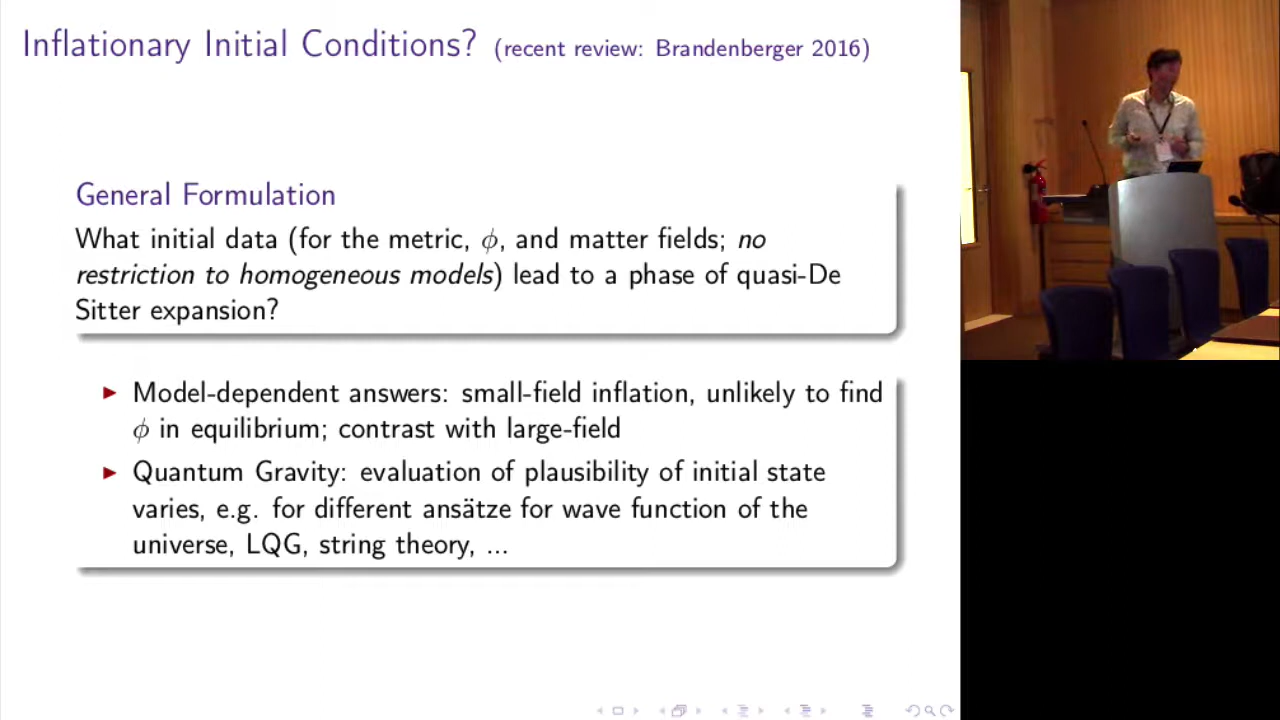 Inflationary Initial Conditions? (recent review: Brandenberger 2016)
General Formulation
What initial data (for the metric, ϕ, and matter fields; no
restriction to homogeneous models) lead to a phase of quasi-De
Sitter expansion?
► Model-dependent answers: small-field inflation, unlikely to find
ϕ in equilibrium; contrast with large-field
► Quantum Gravity: evaluation of plausibility of initial state
varies, e.g. for different ansätze for wave function of the
universe, LQG, string theory, ...